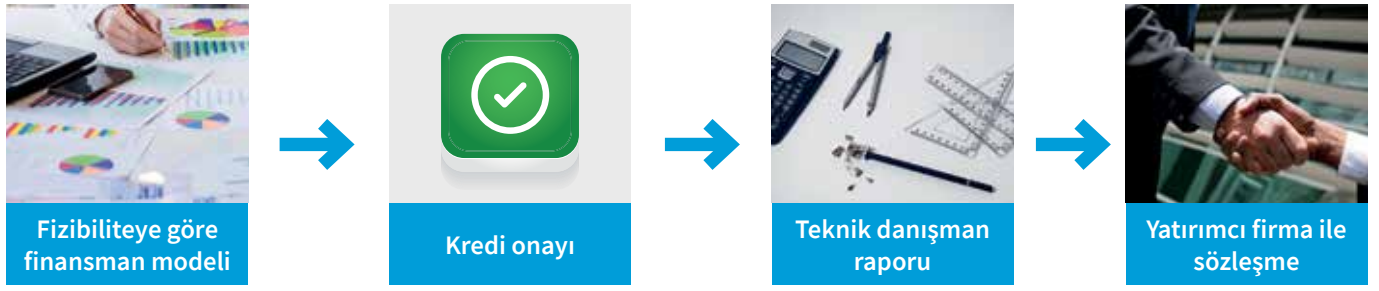 Fizibiliteye göre
finansman modeli
Kredi onayı
Teknik danışman
raporu
Yatırımcı firma ile
sözleşme